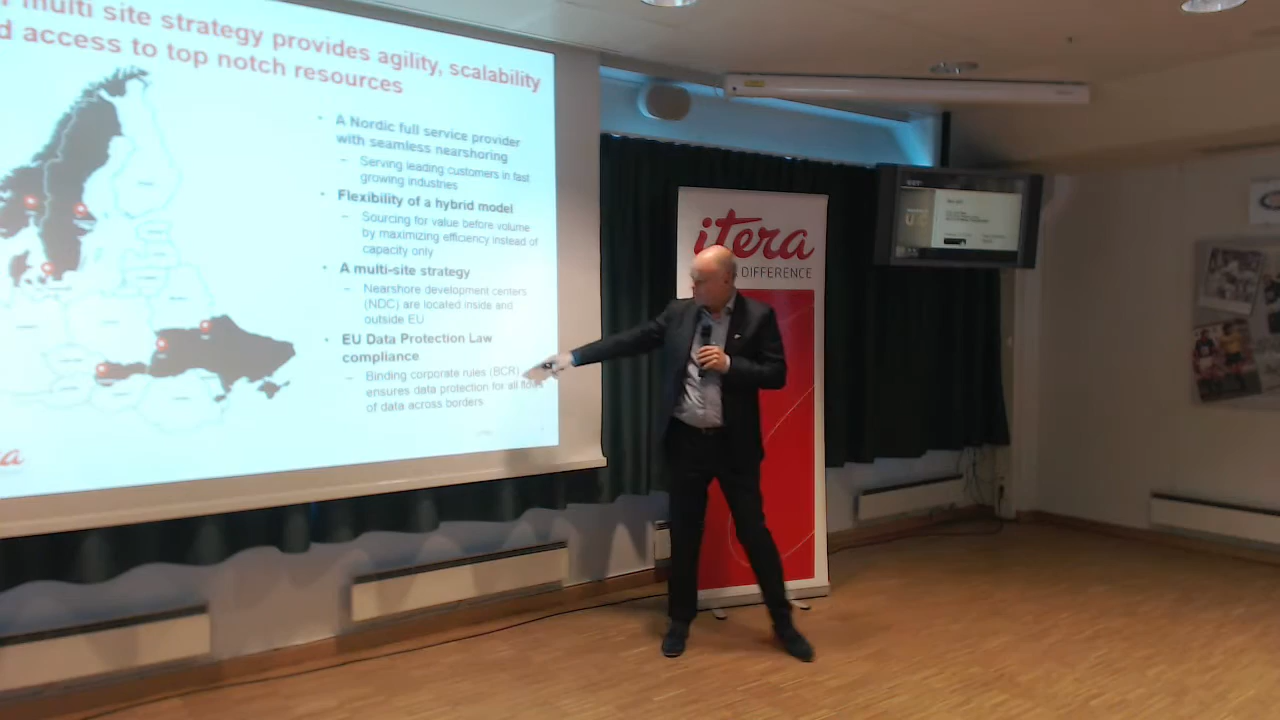 multi site strategy provides agility, scalability
access to top notch resources
• A Nordic full service provider
with seamless nearshoring
– Serving leading customers in fast
growing industries
• Flexibility of a hybrid model
– Sourcing for value before volume
by maximizing efficiency instead of
capacity only
• A multi-site strategy
– Nearshore development centers
(NDC) are located inside and
outside EU
• EU Data Protection Law
compliance
– Binding corporate rules (BCR)
ensures data protection for all flows
of data across borders
itera
DIFFERENCE